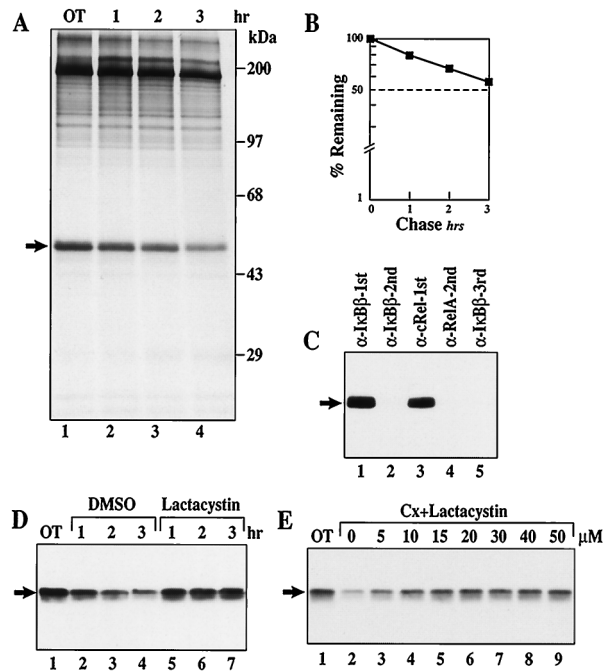 A
OT 1 2 3 hr
kDa
200
97
68
43
29
1 2 3 4
B
% Remaining
100
50
1
0 1 2 3
Chase hrs
C
α-IκBβ-1st
α-IκBβ-2nd
α-cRel-1st
α-RelA-2nd
α-IκBβ-3rd
1 2 3 4 5
D
DMSO Lactacystin
OT 1 2 3 1 2 3 hr
1 2 3 4 5 6 7
E
Cx+Lactacystin
OT 0 5 10 15 20 30 40 50 μM
1 2 3 4 5 6 7 8 9